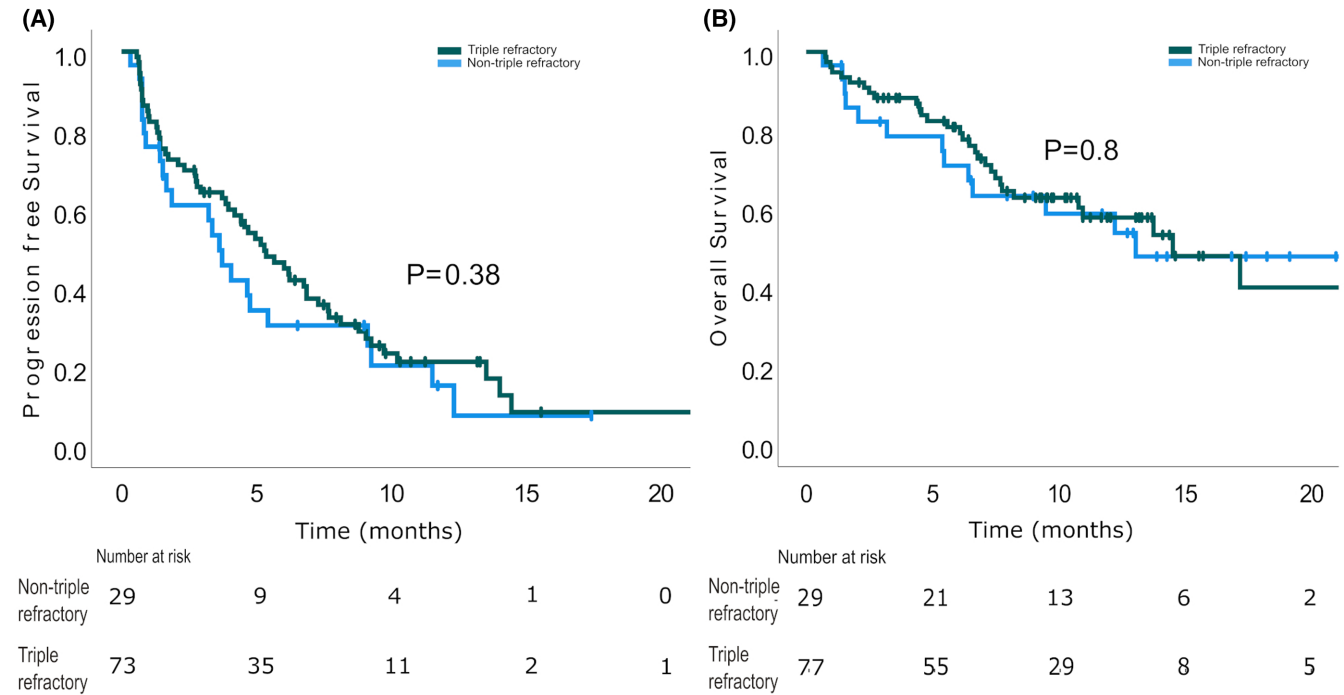 (A)
Triple refractory
Non-triple refractory
Progression free Survival
1.0
0.8
0.6
0.4
0.2
0.0
P=0.38
0 5 10 15 20
Time (months)
Number at risk
Non-triple
refractory
29 9 4 1 0
Triple
refractory
73 35 11 2 1
(B)
Triple refractory
Non-triple refractory
Overall Survival
1.0
0.8
0.6
0.4
0.2
0.0
P=0.8
0 5 10 15 20
Time (months)
Number at risk
Non-triple
refractory
29 21 13 6 2
Triple
refractory
77 55 29 8 5